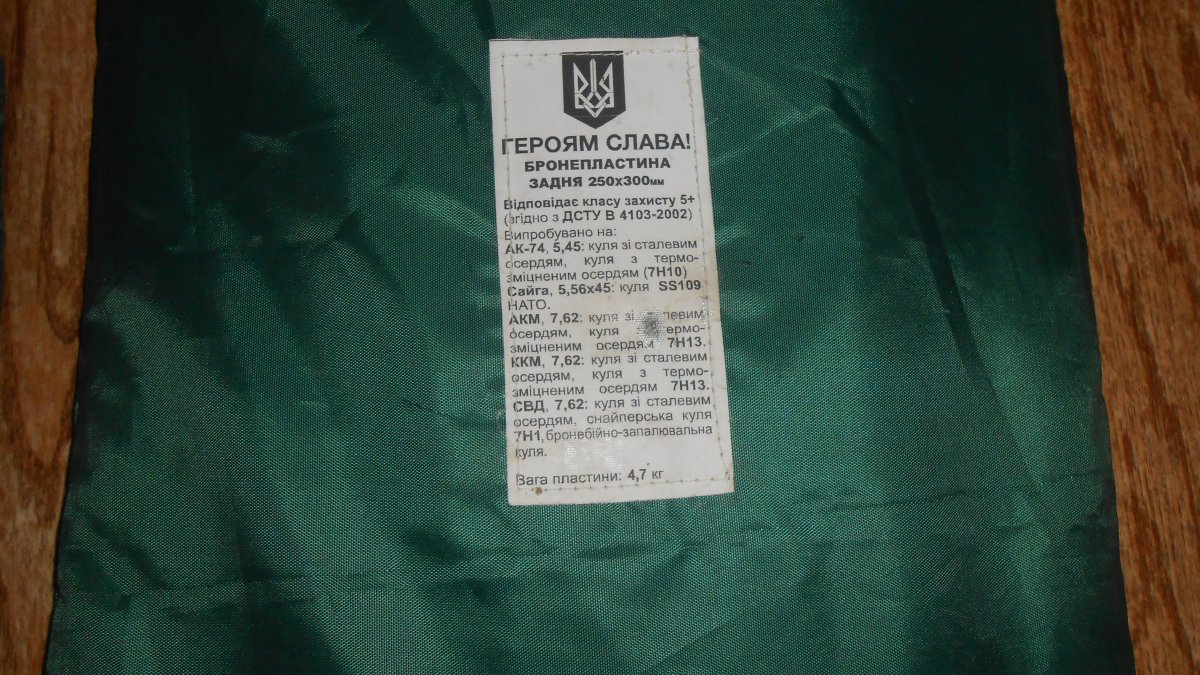 ГЕРОЯМ СЛАВА!
БРОНЕПЛАСТИНА
ЗАДНЯ 250х300мм
Відповідає класу захисту 5+
(згідно з ДСТУ В 4103-2002)
Випробувано на:
АК-74, 5,45: куля зі сталевим
осердям, куля з термо-
зміцненим осердям (7Н10)
Сайга, 5,56х45: куля SS109
НАТО.
АКМ, 7,62: куля зі
осердям, куля
зміцненим осердям 7Н13.
ККМ, 7,62: куля зі сталевим
осердям, куля з термо-
зміцненим осердям 7Н13.
СВД, 7,62: куля зі сталевим
осердям, снайперська куля
7Н1,бронебійно-запалювальна
куля.
Вага пластини: 4,7 кг